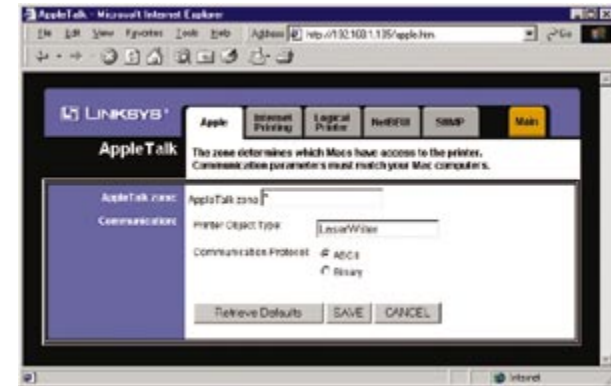 AppleTalk - Microsoft Internet Explorer
File Edit View Favorites Tools Help Address http://192.168.1.135/apple.htm Go
LINKSYS
Apple Internet Printing Logical Printer NetBEUI SNMP Main
AppleTalk
The zone determines which Macs have access to the printer.
Communication parameters must match your Mac computers.
AppleTalk zone: AppleTalk zone *
Communication: Printer Object Type: LaserWriter
Communication Protocol: ASCII
Binary
Retrieve Defaults SAVE CANCEL
Internet